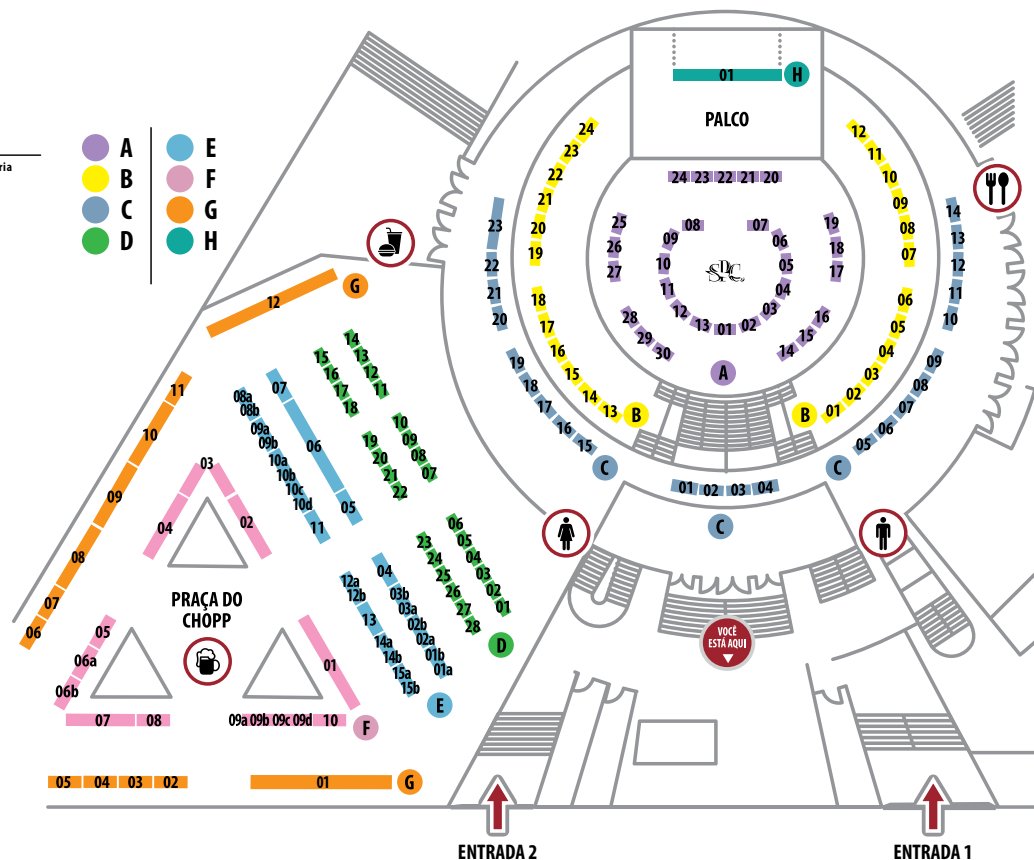 ria
A
B
C
D
E
F
G
H
01
H
PALCO
24 23 22 21 20
25
26
27
28
29
30
08
09
10
11
12
13
01
02
03
04
05
06
07
19
18
17
16
15
14
A
24
23
22
21
20
19
18
17
16
15
14
13
B
12
11
10
09
08
07
06
05
04
03
02
01
B
23
22
21
20
19
18
17
16
15
C
14
13
12
11
10
09
08
07
06
05
C
01 02 03 04
C
12
G
11
10
09
08
07
06
15
16
17
18
14
13
12
11
19
20
21
22
10
09
08
07
23
24
25
26
27
28
06
05
04
03
02
01
D
08a
08b
09a
09b
10a
10b
10c
10d
11
07
06
05
12a
12b
13
14a
14b
15a
15b
04
03b
03a
02b
02a
01b
01a
E
03
04
02
PRAÇA DO
CHOPP
05
06a
06b
07 08
01
09a 09b 09c 09d 10
F
05 04 03 02
01
G
VOCÊ
ESTÁ AQUI
ENTRADA 2
ENTRADA 1